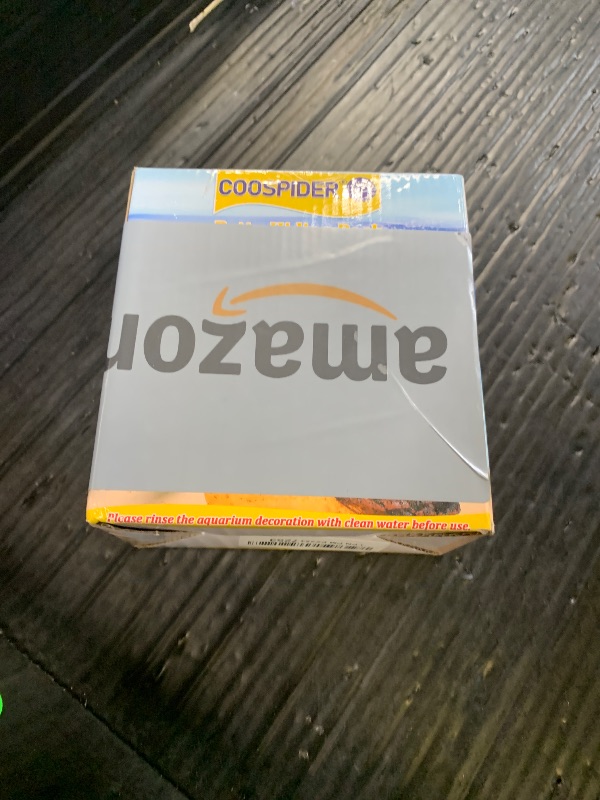 COOSPIDER
amazon
Please rinse the aquarium decoration with clean water before use.